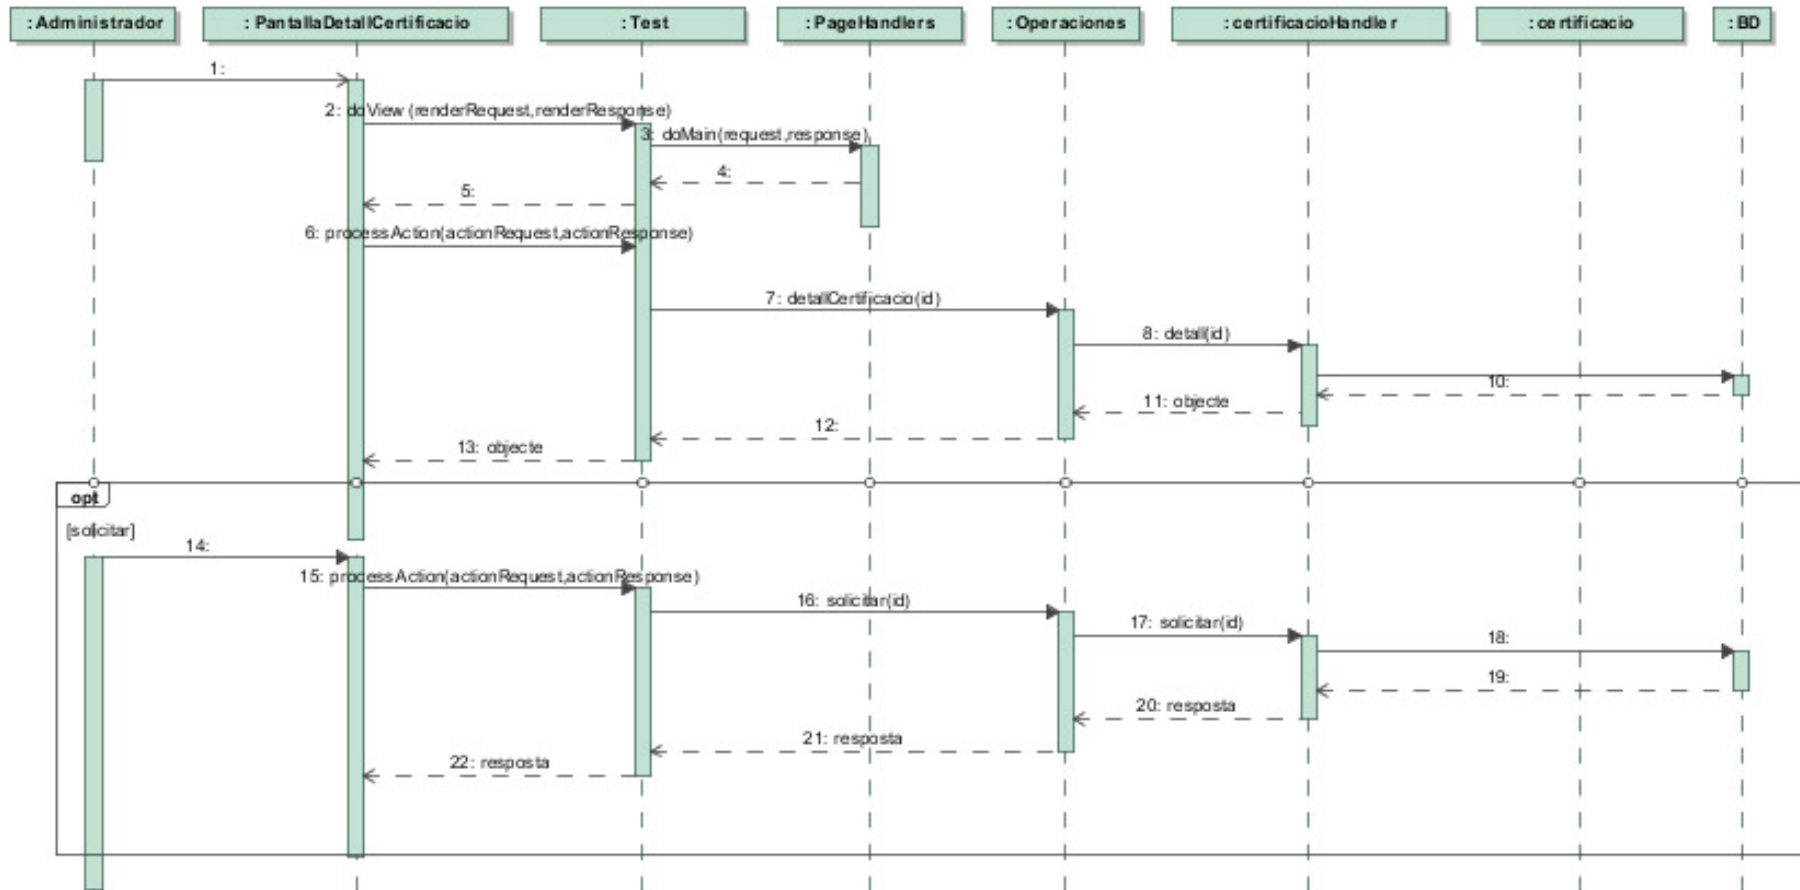 : Administrador
: PantallaDetallCertificacio
: Test
: PageHandlers
: Operaciones
: certificacioHandler
: certificacio
: BD
1:
2: doView (renderRequest,renderResponse)
3: doMain(request,response)
4:
5:
6: processAction(actionRequest,actionResponse)
7: detallCertificacio(id)
8: detall(id)
10:
11: objecte
12:
13: objecte
opt
[solicitar]
14:
15: processAction(actionRequest,actionResponse)
16: solicitar(id)
17: solicitar(id)
18:
19:
20: resposta
21: resposta
22: resposta